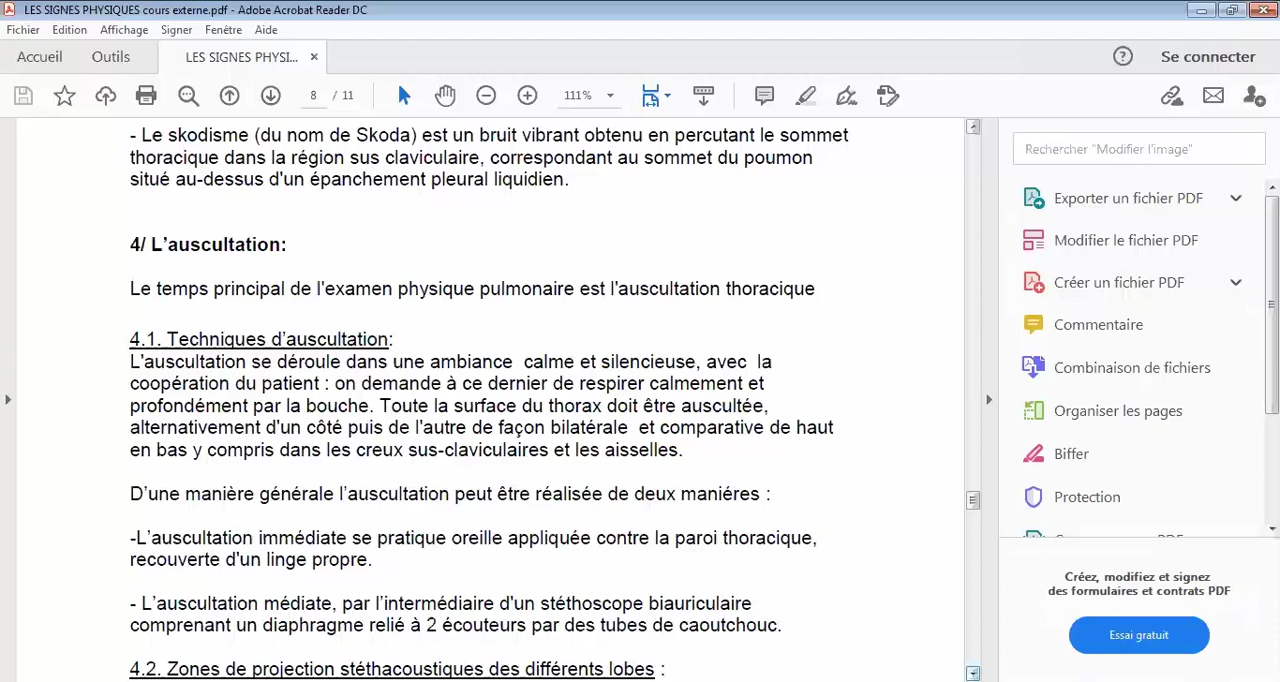 LES SIGNES PHYSIQUES cours externe.pdf - Adobe Acrobat Reader DC
Fichier Edition Affichage Signer Fenêtre Aide
Accueil Outils LES SIGNES PHYSI... × Se connecter
8 / 11 111%
- Le skodisme (du nom de Skoda) est un bruit vibrant obtenu en percutant le sommet
thoracique dans la région sus claviculaire, correspondant au sommet du poumon
situé au-dessus d'un épanchement pleural liquidien.
4/ L'auscultation:
Le temps principal de l'examen physique pulmonaire est l'auscultation thoracique
4.1. Techniques d'auscultation:
L'auscultation se déroule dans une ambiance calme et silencieuse, avec la
coopération du patient : on demande à ce dernier de respirer calmement et
profondément par la bouche. Toute la surface du thorax doit être auscultée,
alternativement d'un côté puis de l'autre de façon bilatérale et comparative de haut
en bas y compris dans les creux sus-claviculaires et les aisselles.
D'une manière générale l'auscultation peut être réalisée de deux maniéres :
-L'auscultation immédiate se pratique oreille appliquée contre la paroi thoracique,
recouverte d'un linge propre.
- L'auscultation médiate, par l'intermédiaire d'un stéthoscope biauriculaire
comprenant un diaphragme relié à 2 écouteurs par des tubes de caoutchouc.
4.2. Zones de projection stéthacoustiques des différents lobes :
Rechercher "Modifier l'image"
Exporter un fichier PDF
Modifier le fichier PDF
Créer un fichier PDF
Commentaire
Combinaison de fichiers
Organiser les pages
Biffer
Protection
Créez, modifiez et signez
des formulaires et contrats PDF
Essai gratuit